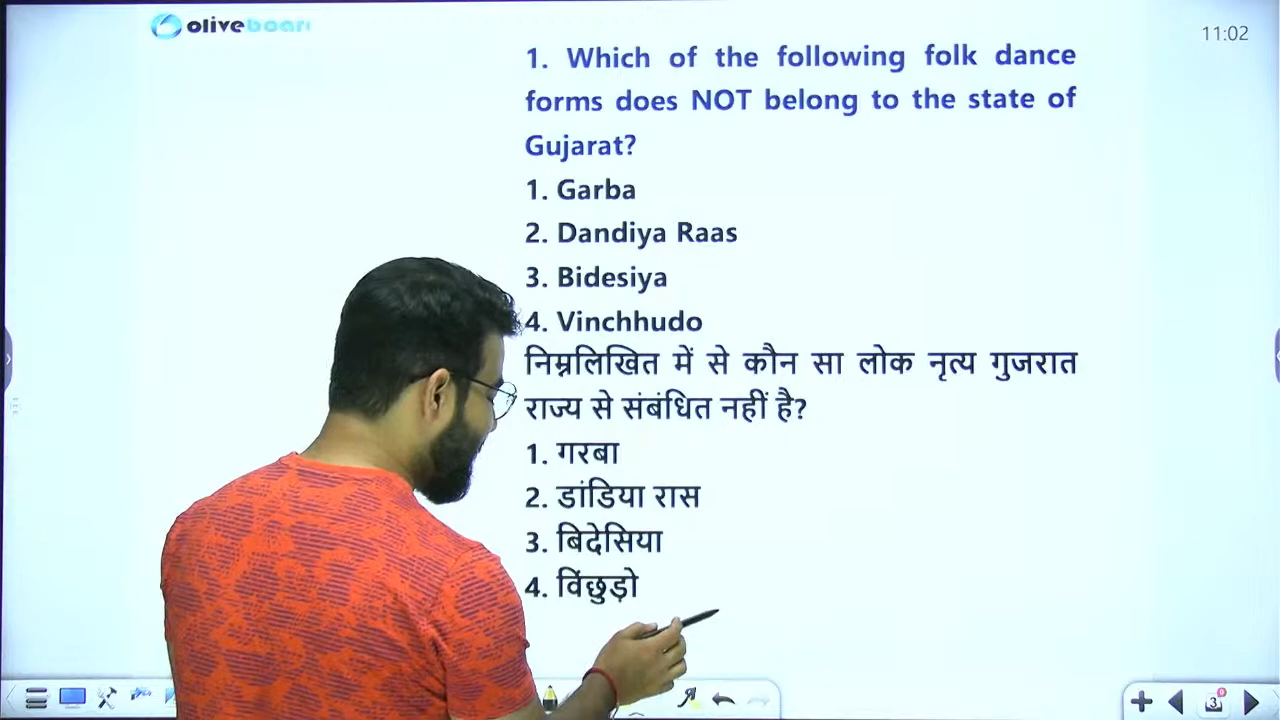 oliveboard
11:02
1. Which of the following folk dance
forms does NOT belong to the state of
Gujarat?
1. Garba
2. Dandiya Raas
3. Bidesiya
4. Vinchhudo
निम्नलिखित में से कौन सा लोक नृत्य गुजरात
राज्य से संबंधित नहीं है?
1. गरबा
2. डांडिया रास
3. बिदेसिया
4. विंछुड़ो
3